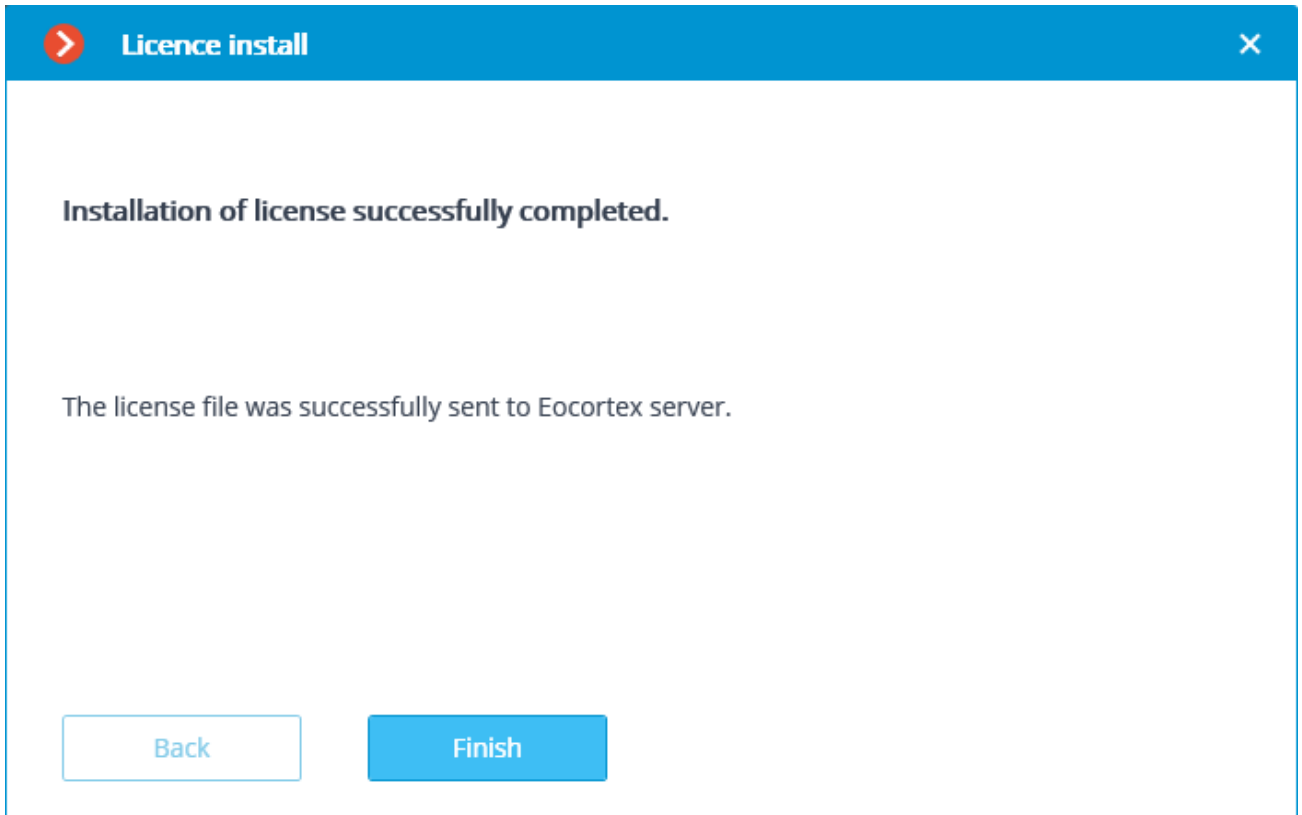 Licence install
Installation of license successfully completed.
The license file was successfully sent to Eocortex server.
Back
Finish